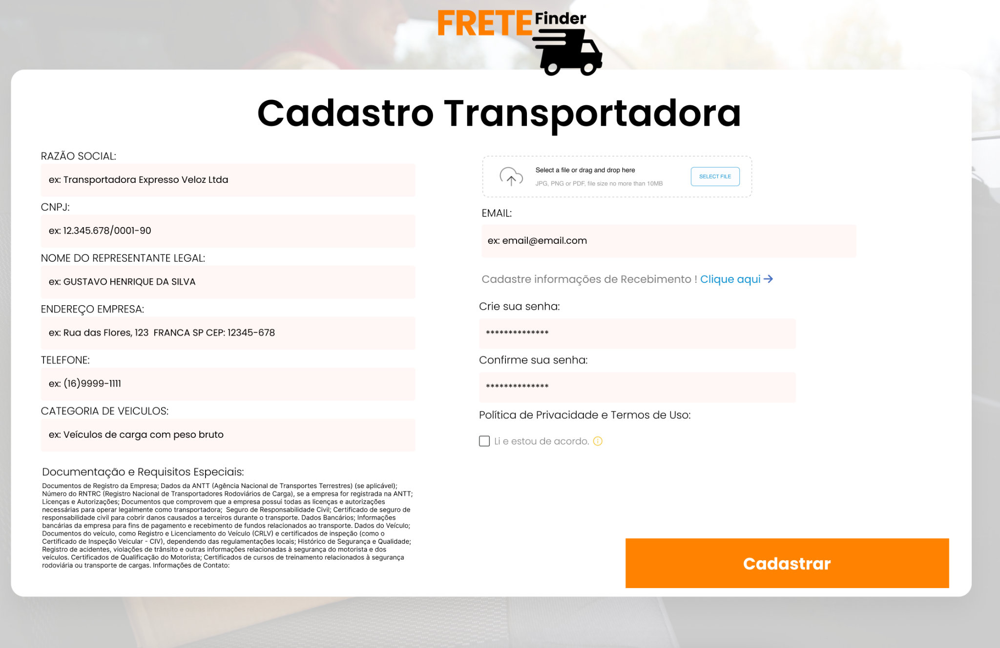 FRETE Finder
Cadastro Transportadora
RAZÃO SOCIAL:
ex: Transportadora Expresso Veloz Ltda
CNPJ:
ex: 12.345.678/0001-90
NOME DO REPRESENTANTE LEGAL:
ex: GUSTAVO HENRIQUE DA SILVA
ENDEREÇO EMPRESA:
ex: Rua das Flores, 123  FRANCA SP CEP: 12345-678
TELEFONE:
ex: (16)9999-1111
CATEGORIA DE VEICULOS:
ex: Veículos de carga com peso bruto
Documentação e Requisitos Especiais:
Documentos de Registro da Empresa; Dados da ANTT (Agência Nacional de Transportes Terrestres) (se aplicável);
Número do RNTRC (Registro Nacional de Transportadores Rodoviários de Carga), se a empresa for registrada na ANTT;
Licenças e Autorizações; Documentos que comprovem que a empresa possui todas as licenças e autorizações
necessárias para operar legalmente como transportadora;  Seguro de Responsabilidade Civil; Certificado de seguro de
responsabilidade civil para cobrir danos causados a terceiros durante o transporte. Dados Bancários; Informações
bancárias da empresa para fins de pagamento e recebimento de fundos relacionados ao transporte. Dados do Veículo;
Documentos do veículo, como Registro e Licenciamento do Veículo (CRLV) e certificados de inspeção (como o
Certificado de Inspeção Veicular - CIV), dependendo das regulamentações locais; Histórico de Segurança e Qualidade;
Registro de acidentes, violações de trânsito e outras informações relacionadas à segurança do motorista e dos
veículos. Certificados de Qualificação do Motorista; Certificados de cursos de treinamento relacionados à segurança
rodoviária ou transporte de cargas. Informações de Contato:
Select a file or drag and drop here
JPG, PNG or PDF, file size no more than 10MB
SELECT FILE
EMAIL:
ex: email@email.com
Cadastre informações de Recebimento ! Clique aqui
Crie sua senha:
**************
Confirme sua senha:
**************
Política de Privacidade e Termos de Uso:
Li e estou de acordo.
Cadastrar